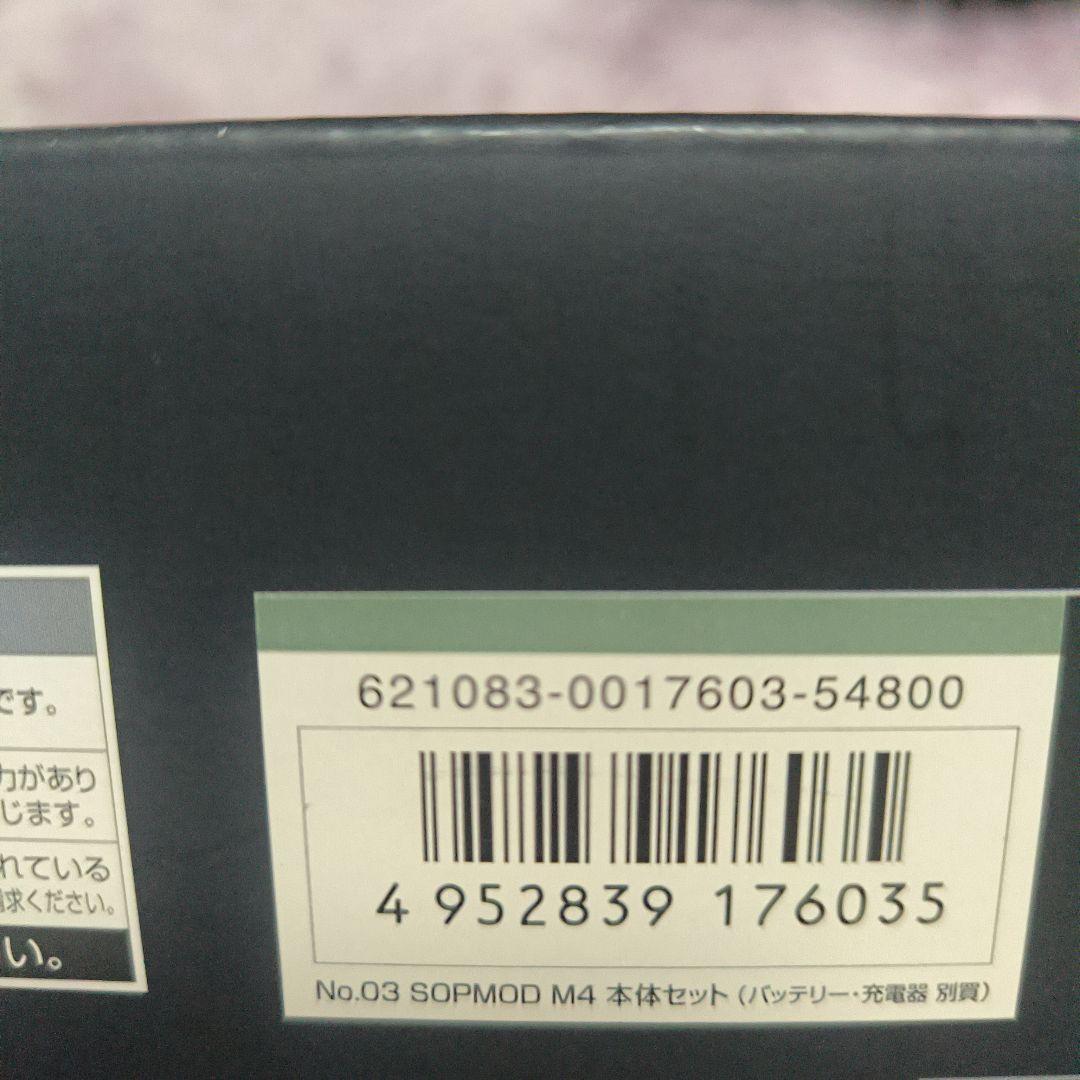 です。
力があり
じます。
れている
請求ください。
い。
621083-0017603-54800
4 952839 176035
No.03 SOPMOD M4 本体セット (バッテリー・充電器 別買)